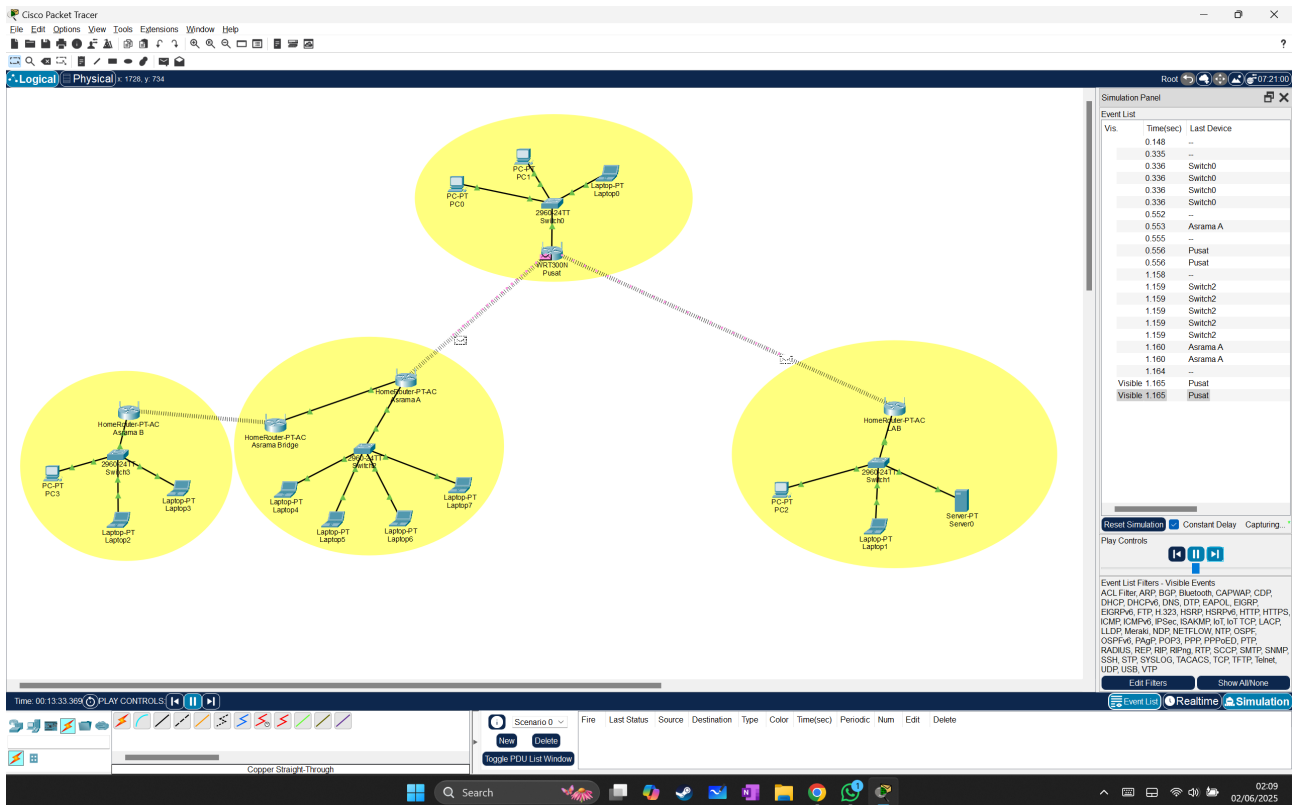 Cisco Packet Tracer
File Edit Options View Tools Extensions Window Help
?
Logical Physical x: 1728, y: 734
Root 07:21:00
PC-PT
PC1
PC-PT
PC0
Laptop-PT
Laptop0
2960-24TT
Switch0
WRT300N
Pusat
HomeRouter-PT-AC
Asrama A
HomeRouter-PT-AC
Asrama B
HomeRouter-PT-AC
Asrama Bridge
HomeRouter-PT-AC
LAB
2960-24TT
Switch3
2960-24TT
Switch2
2960-24TT
Switch1
PC-PT
PC3
Laptop-PT
Laptop3
Laptop-PT
Laptop2
Laptop-PT
Laptop4
Laptop-PT
Laptop5
Laptop-PT
Laptop6
Laptop-PT
Laptop7
PC-PT
PC2
Laptop-PT
Laptop1
Server-PT
Server0
Simulation Panel
Event List
Vis. Time(sec) Last Device
0.148 --
0.335 --
0.336 Switch0
0.336 Switch0
0.336 Switch0
0.336 Switch0
0.552 --
0.553 Asrama A
0.555 --
0.556 Pusat
0.556 Pusat
1.158 --
1.159 Switch2
1.159 Switch2
1.159 Switch2
1.159 Switch2
1.159 Switch2
1.160 Asrama A
1.160 Asrama A
1.164 --
Visible 1.165 Pusat
Visible 1.165 Pusat
Reset Simulation Constant Delay Capturing...
Play Controls
Event List Filters - Visible Events
ACL Filter, ARP, BGP, Bluetooth, CAPWAP, CDP,
DHCP, DHCPv6, DNS, DTP, EAPOL, EIGRP,
EIGRPv6, FTP, H.323, HSRP, HSRPv6, HTTP, HTTPS,
ICMP, ICMPv6, IPSec, ISAKMP, IoT, IoT TCP, LACP,
LLDP, Meraki, NDP, NETFLOW, NTP, OSPF,
OSPFv6, PAgP, POP3, PPP, PPPoED, PTP,
RADIUS, REP, RIP, RIPng, RTP, SCCP, SMTP, SNMP,
SSH, STP, SYSLOG, TACACS, TCP, TFTP, Telnet,
UDP, USB, VTP
Edit Filters Show All/None
Time: 00:13:33.369 PLAY CONTROLS:
Event List Realtime Simulation
Scenario 0
New Delete
Toggle PDU List Window
Fire Last Status Source Destination Type Color Time(sec) Periodic Num Edit Delete
Copper Straight-Through
Search
1
02:09
02/06/2025